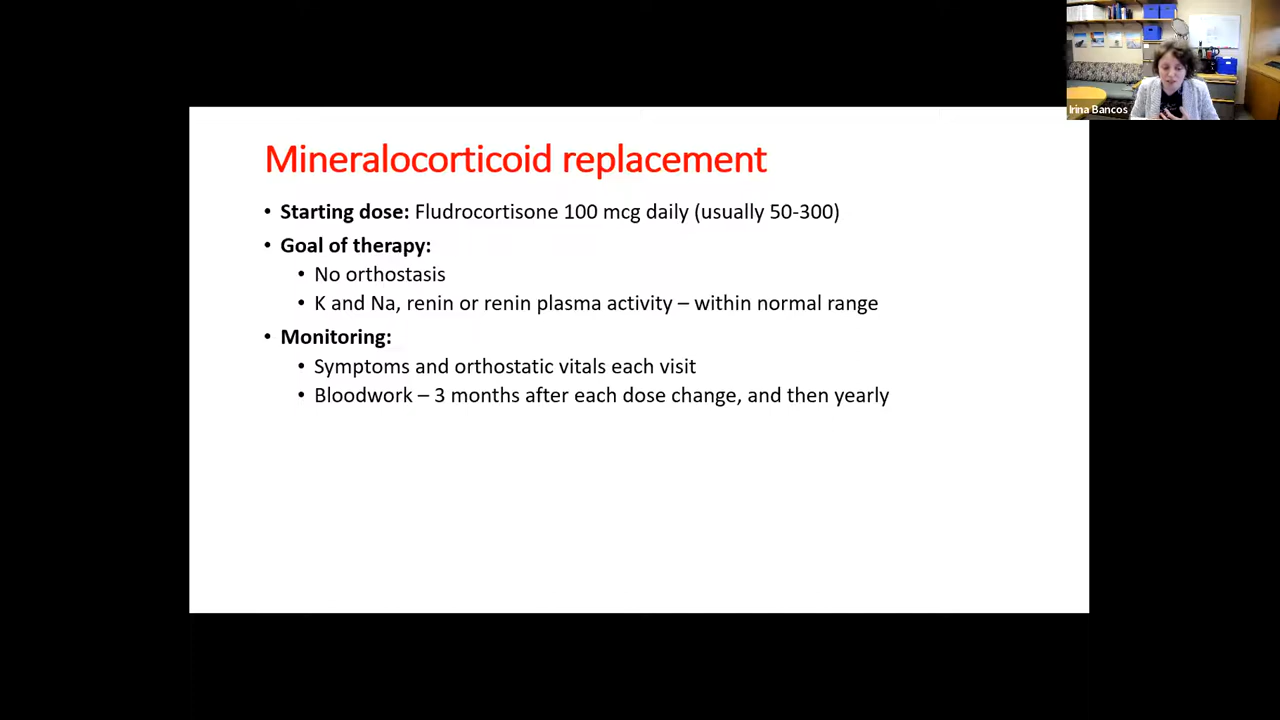 Irina Bancos
Mineralocorticoid replacement
• Starting dose: Fludrocortisone 100 mcg daily (usually 50-300)
• Goal of therapy:
• No orthostasis
• K and Na, renin or renin plasma activity – within normal range
• Monitoring:
• Symptoms and orthostatic vitals each visit
• Bloodwork – 3 months after each dose change, and then yearly